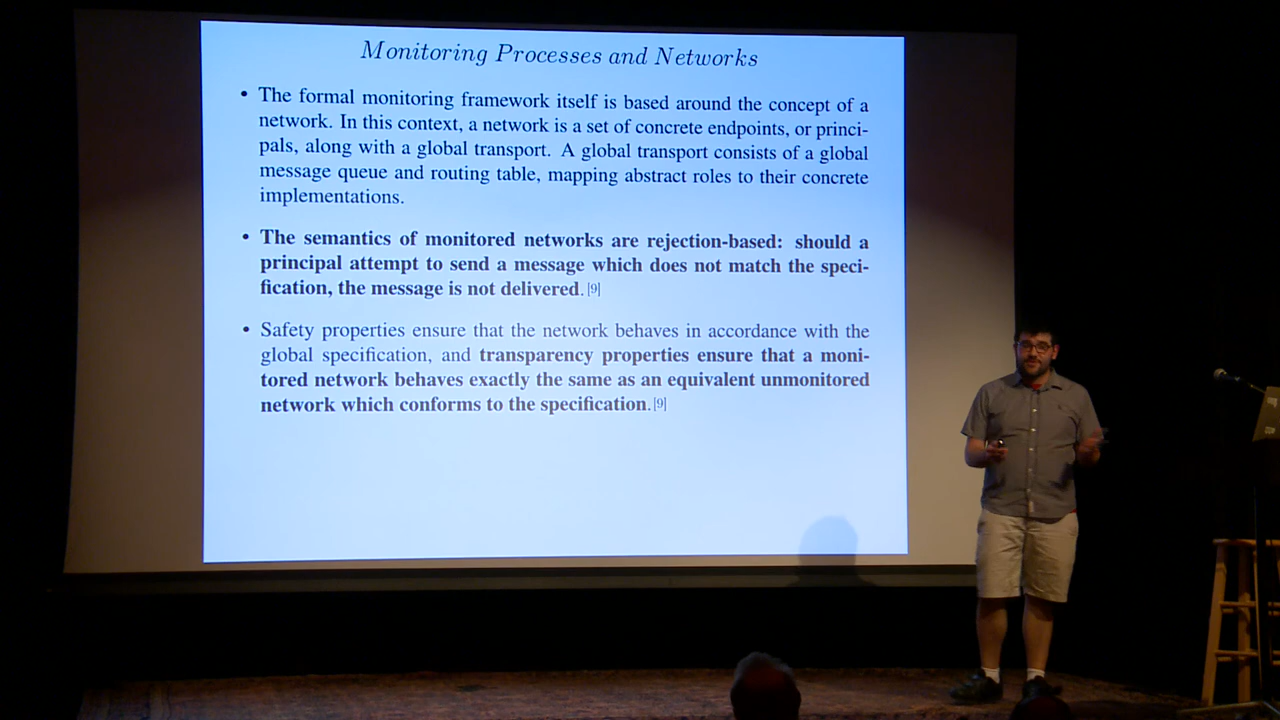 Monitoring Processes and Networks
• The formal monitoring framework itself is based around the concept of a
network. In this context, a network is a set of concrete endpoints, or princi-
pals, along with a global transport. A global transport consists of a global
message queue and routing table, mapping abstract roles to their concrete
implementations.
• The semantics of monitored networks are rejection-based: should a
principal attempt to send a message which does not match the speci-
fication, the message is not delivered. [9]
• Safety properties ensure that the network behaves in accordance with the
global specification, and transparency properties ensure that a moni-
tored network behaves exactly the same as an equivalent unmonitored
network which conforms to the specification. [9]